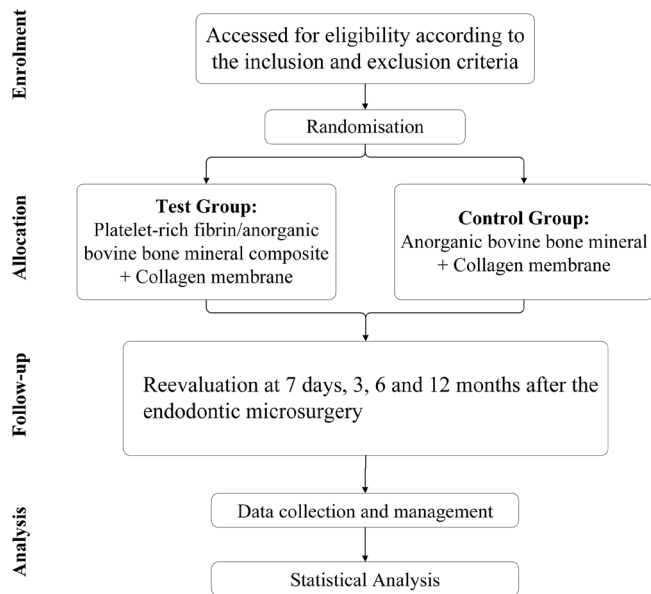 Enrolment
Accessed for eligibility according to
the inclusion and exclusion criteria
Randomisation
Allocation
Test Group:
Platelet-rich fibrin/anorganic
bovine bone mineral composite
+ Collagen membrane
Control Group:
Anorganic bovine bone mineral
+ Collagen membrane
Follow-up
Reevaluation at 7 days, 3, 6 and 12 months after the
endodontic microsurgery
Analysis
Data collection and management
Statistical Analysis